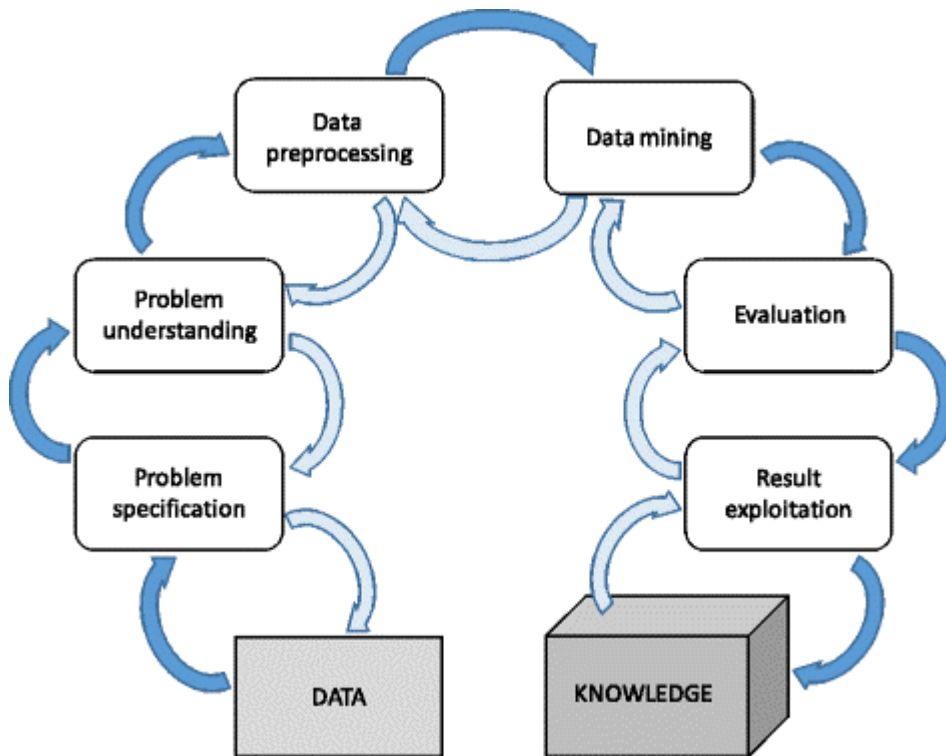 Data
preprocessing
Data mining
Problem
understanding
Evaluation
Problem
specification
Result
exploitation
DATA
KNOWLEDGE